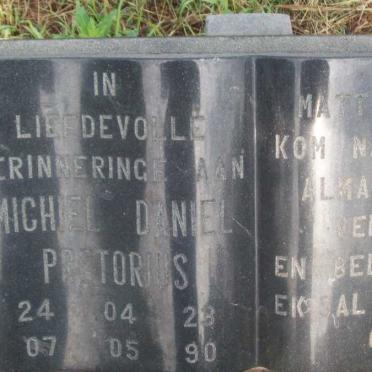 IN
LIEFDEVOLLE
ERINNERINGE AAN
MICHIEL DANIEL
PRETORIUS
24 04 28
07 05 90
MATT
KOM NA
ALMA
EN BEL
EK SAL